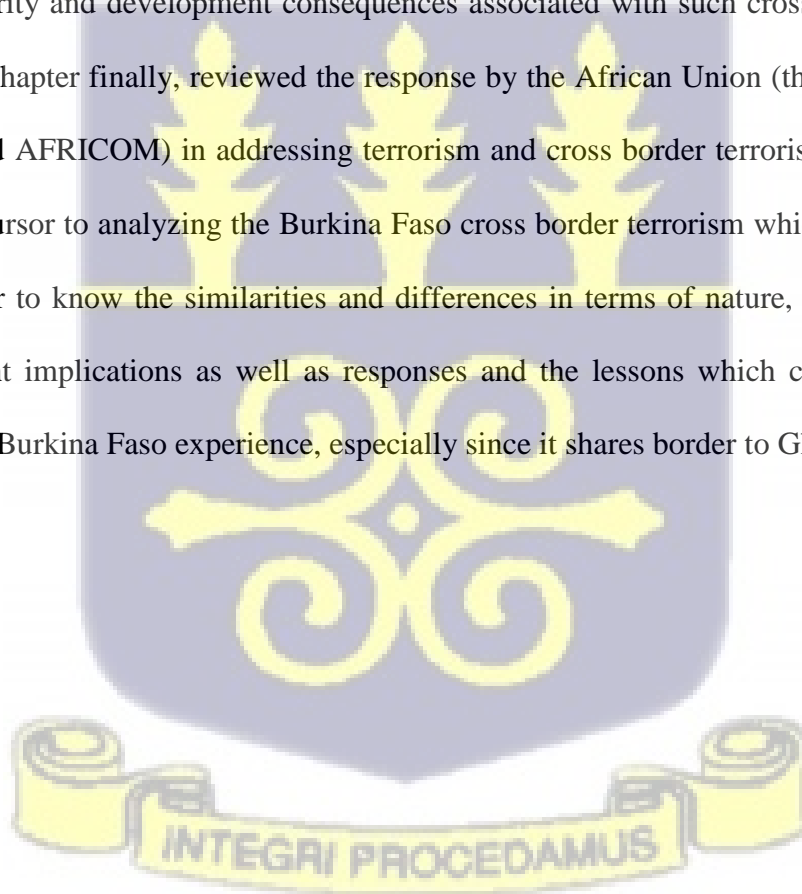 rity and development consequences associated with such cross
hapter finally, reviewed the response by the African Union (th
AFRICOM) in addressing terrorism and cross border terroris
ursor to analyzing the Burkina Faso cross border terrorism whi
r to know the similarities and differences in terms of nature,
t implications as well as responses and the lessons which c
Burkina Faso experience, especially since it shares border to G
INTEGRI PROCEDAMUS